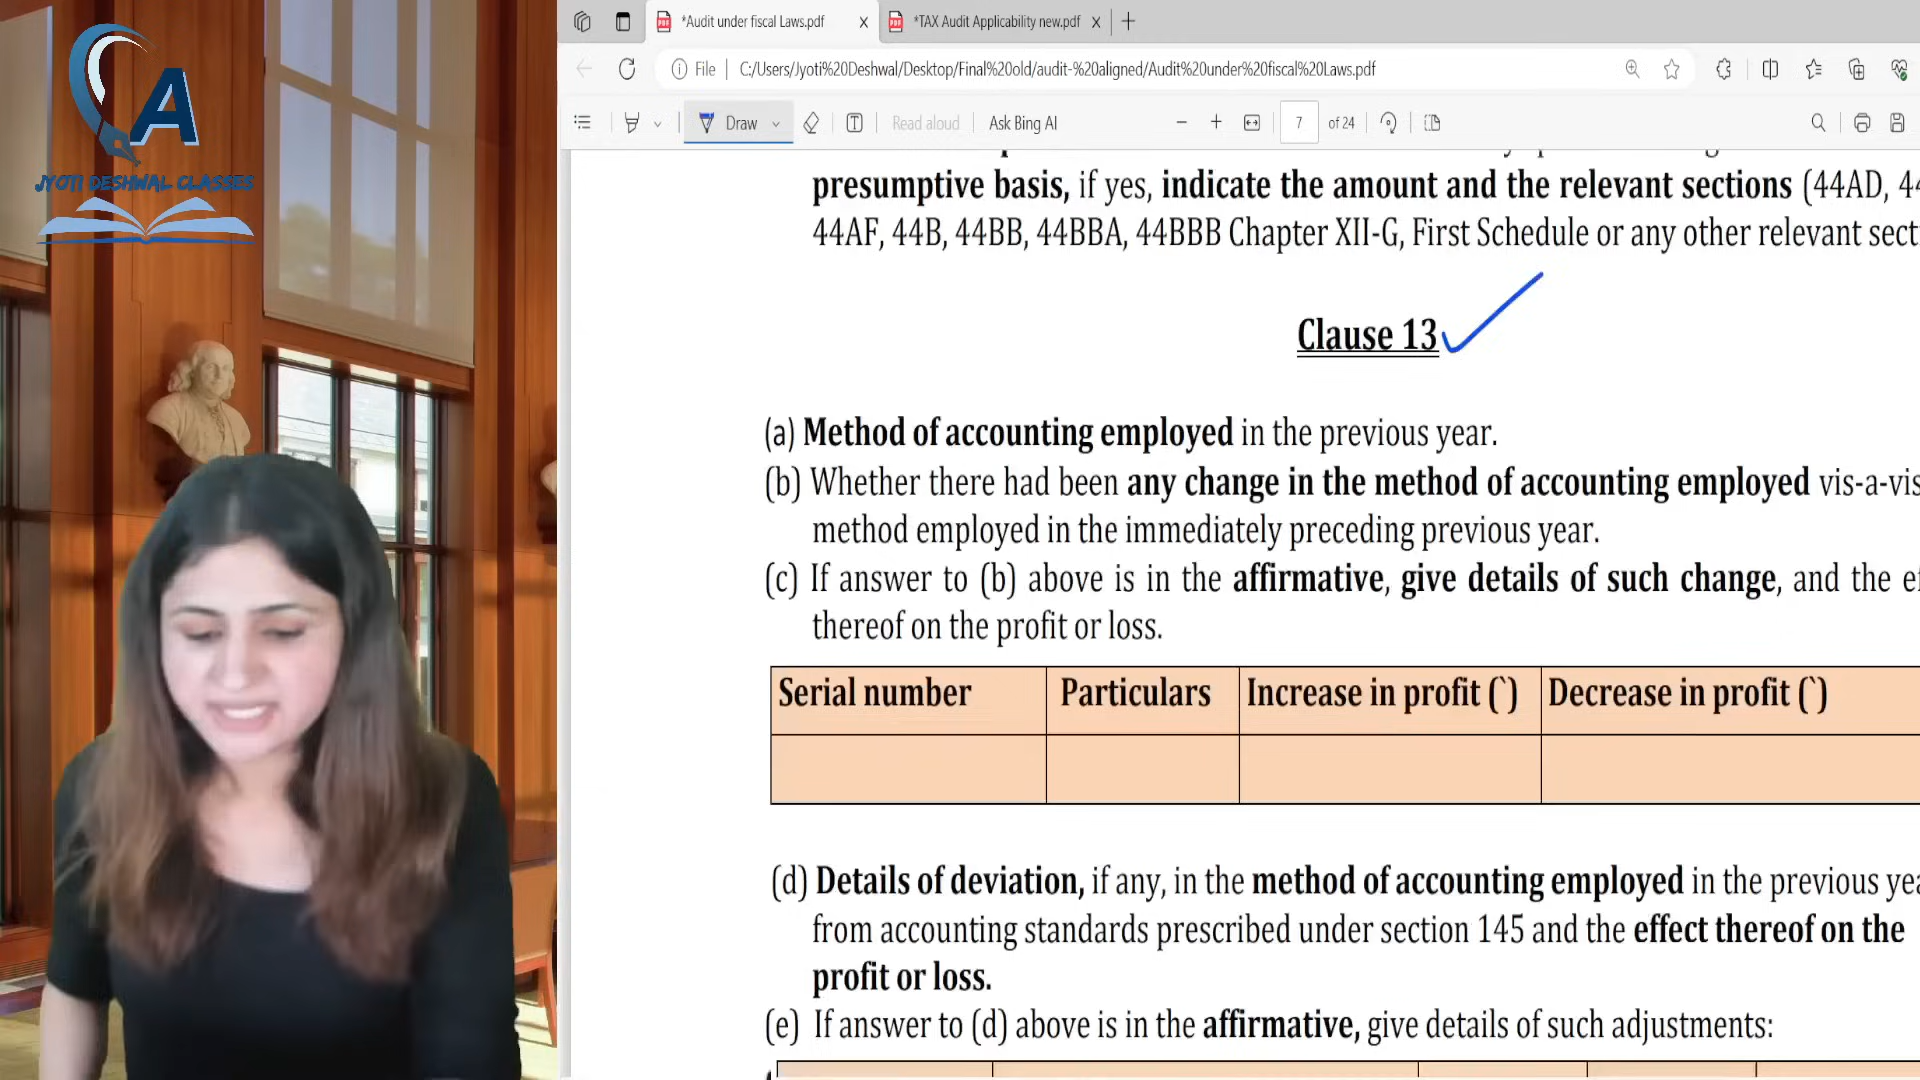 A
JYOTI DESHWAL CLASSES
*Audit under fiscal Laws.pdf
*TAX Audit Applicability new.pdf
File
C:/Users/Jyoti%20Deshwal/Desktop/Final%20old/audit-%20aligned/Audit%20under%20fiscal%20Laws.pdf
Draw
Read aloud
Ask Bing AI
7
of 24
presumptive basis, if yes, indicate the amount and the relevant sections (44AD,
44AF, 44B, 44BB, 44BBA, 44BBB Chapter XII-G, First Schedule or any other relevant
Clause 13
(a) Method of accounting employed in the previous year.
(b) Whether there had been any change in the method of accounting employed vis-a-vis
method employed in the immediately preceding previous year.
(c) If answer to (b) above is in the affirmative, give details of such change, and the
thereof on the profit or loss.
Serial number
Particulars
Increase in profit (`)
Decrease in profit (`)
(d) Details of deviation, if any, in the method of accounting employed in the previous
from accounting standards prescribed under section 145 and the effect thereof on the
profit or loss.
(e) If answer to (d) above is in the affirmative, give details of such adjustments: